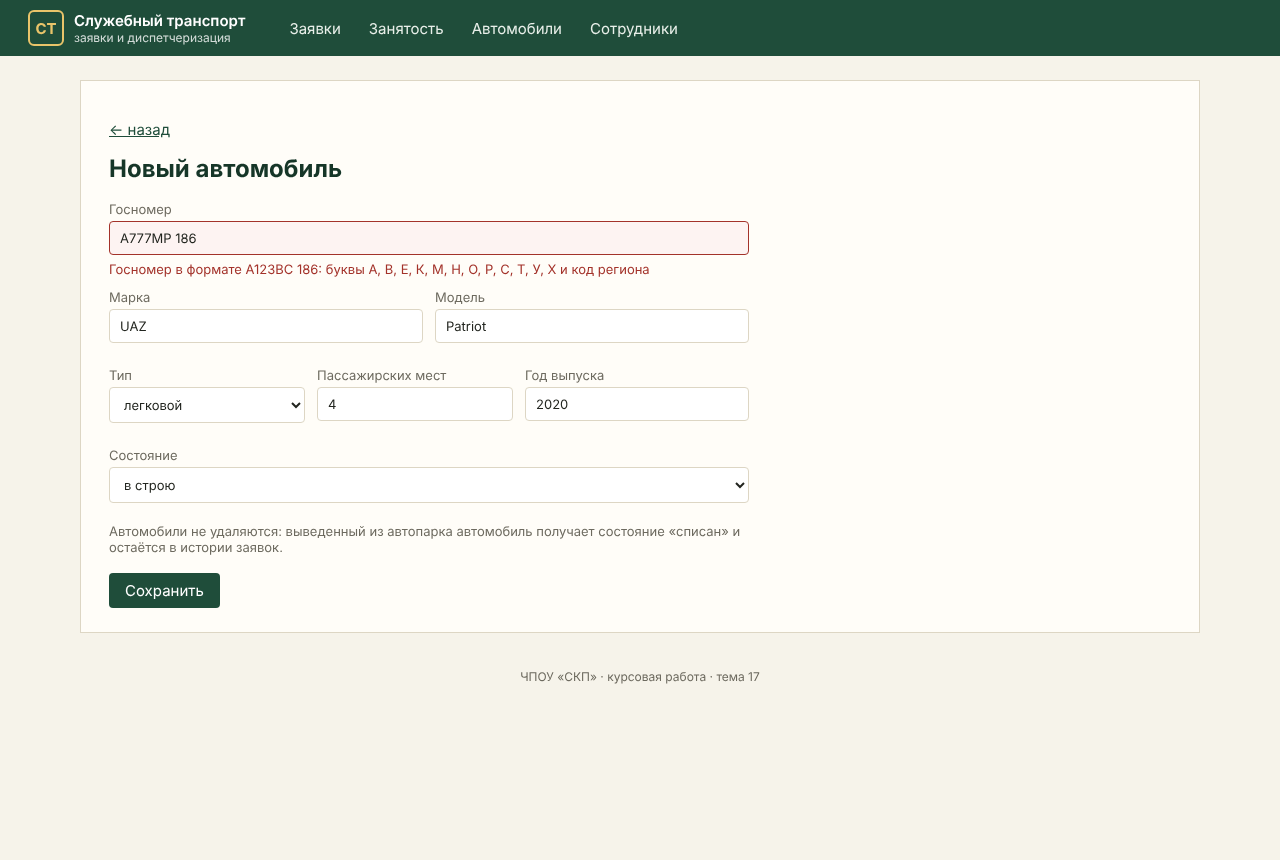 СТ
Служебный транспорт
заявки и диспетчеризация
Заявки
Занятость
Автомобили
Сотрудники
← назад
Новый автомобиль
Госномер
А777МР 186
Госномер в формате А123ВС 186: буквы А, В, Е, К, М, Н, О, Р, С, Т, У, Х и код региона
Марка
Модель
UAZ
Patriot
Тип
Пассажирских мест
Год выпуска
легковой
4
2020
Состояние
в строю
Автомобили не удаляются: выведенный из автопарка автомобиль получает состояние «списан» и
остаётся в истории заявок.
Сохранить
ЧПОУ «СКП» · курсовая работа · тема 17